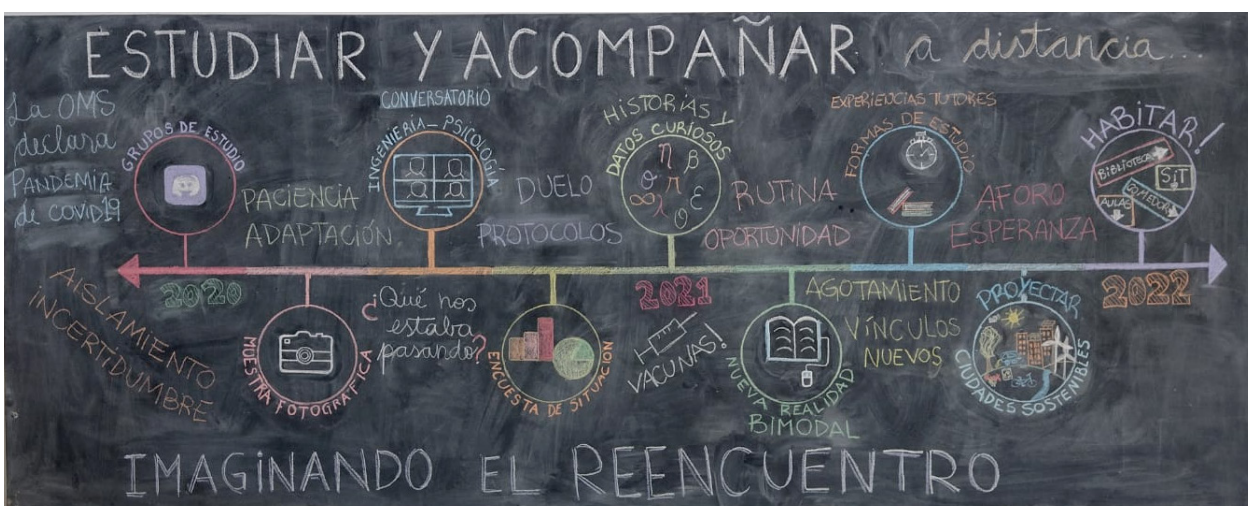 ESTUDIAR Y ACOMPAÑAR a distancia...
La OMS
declara
PANDEMIA
de COVID19
GRUPOS DE ESTUDIO
PACIENCIA
ADAPTACIÓN
CONVERSATORIO
INGENIERÍA-PSICOLOGÍA
DUELO
PROTOCOLOS
HISTORIAS Y
DATOS CURIOSOS
η β
σ π ε
∞ λ
RUTINA
OPORTUNIDAD
EXPERIENCIAS TUTORES
FORMAS DE ESTUDIO
AFORO
ESPERANZA
HABITAR!
BIBLIOTECA
SiT
COMEDOR
AULAS
2020
2021
2022
AISLAMIENTO
INCERTIDUMBRE
MUESTRA FOTOGRÁFICA
¿Qué nos
estaba
pasando?
ENCUESTA DE SITUACIÓN
VACUNAS!
NUEVA REALIDAD
BIMODAL
AGOTAMIENTO
VÍNCULOS
NUEVOS
PROYECTAR
CIUDADES SOSTENIBLES
IMAGINANDO EL REENCUENTRO